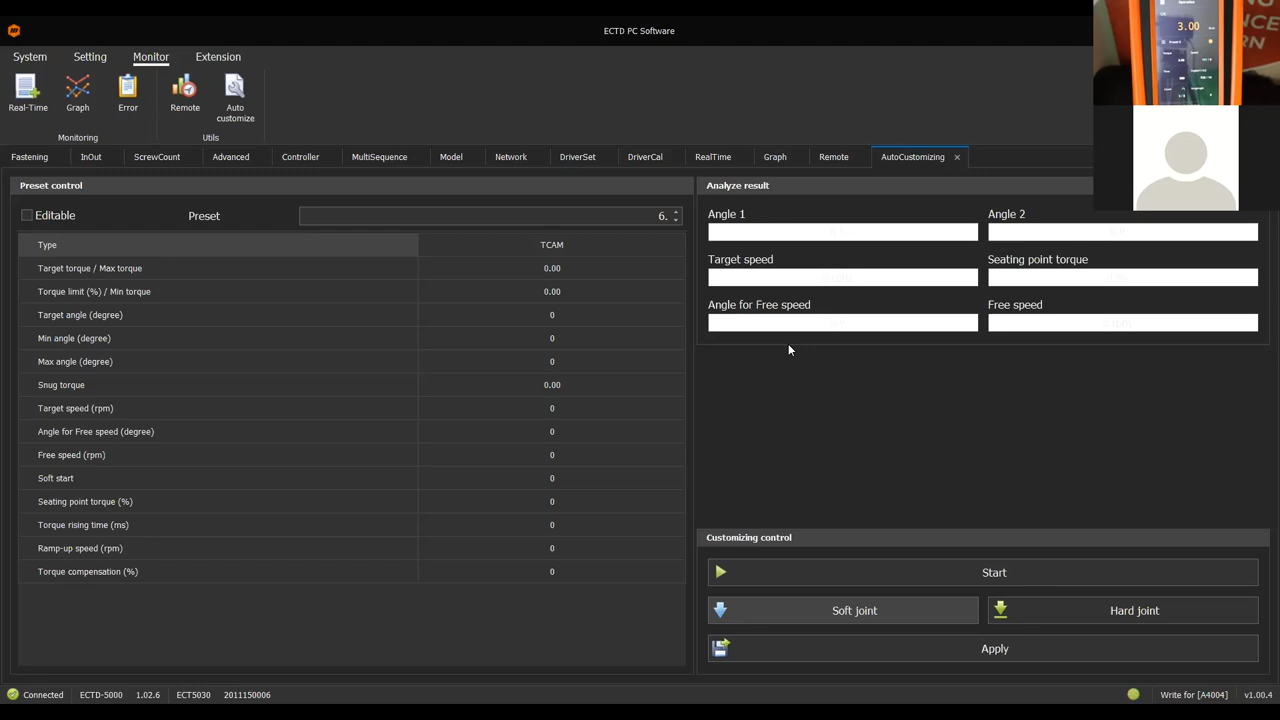 ECTD PC Software
System Setting Monitor Extension
Real-Time Graph Error Remote Auto customize
Monitoring Utils
Fastening InOut ScrewCount Advanced Controller MultiSequence Model Network DriverSet DriverCal RealTime Graph Remote AutoCustomizing ×
Preset control
Editable Preset 6.
Type TCAM
Target torque / Max torque 0.00
Torque limit (%) / Min torque 0.00
Target angle (degree) 0
Min angle (degree) 0
Max angle (degree) 0
Snug torque 0.00
Target speed (rpm) 0
Angle for Free speed (degree) 0
Free speed (rpm) 0
Soft start 0
Seating point torque (%) 0
Torque rising time (ms) 0
Ramp-up speed (rpm) 0
Torque compensation (%) 0
Analyze result
Angle 1 Angle 2
Target speed Seating point torque
Angle for Free speed Free speed
Customizing control
Start
Soft joint Hard joint
Apply
Operation
3.00
Connected ECTD-5000 1.02.6 ECT5030 2011150006 Write for [A4004] v1.00.4